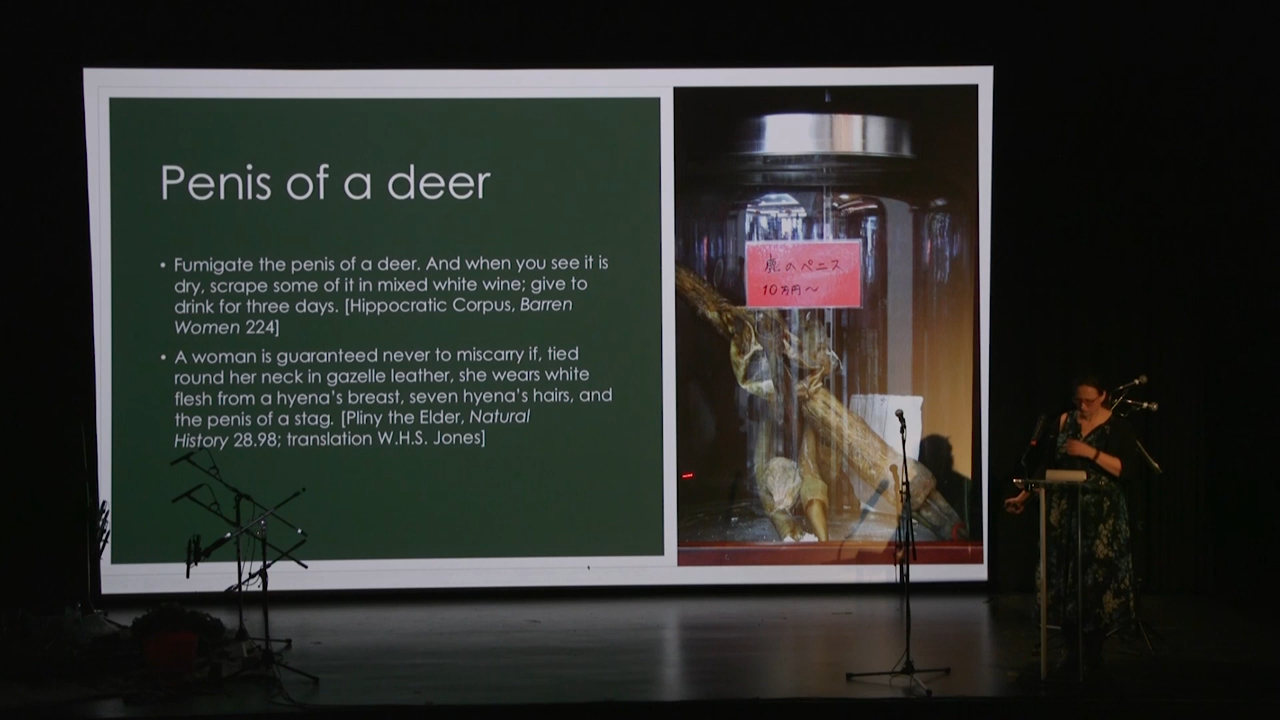 Penis of a deer
• Fumigate the penis of a deer. And when you see it is
dry, scrape some of it in mixed white wine; give to
drink for three days. [Hippocratic Corpus, Barren
Women 224]
• A woman is guaranteed never to miscarry if, tied
round her neck in gazelle leather, she wears white
flesh from a hyena’s breast, seven hyena’s hairs, and
the penis of a stag. [Pliny the Elder, Natural
History 28.98; translation W.H.S. Jones]
鹿のペニス
10万円〜